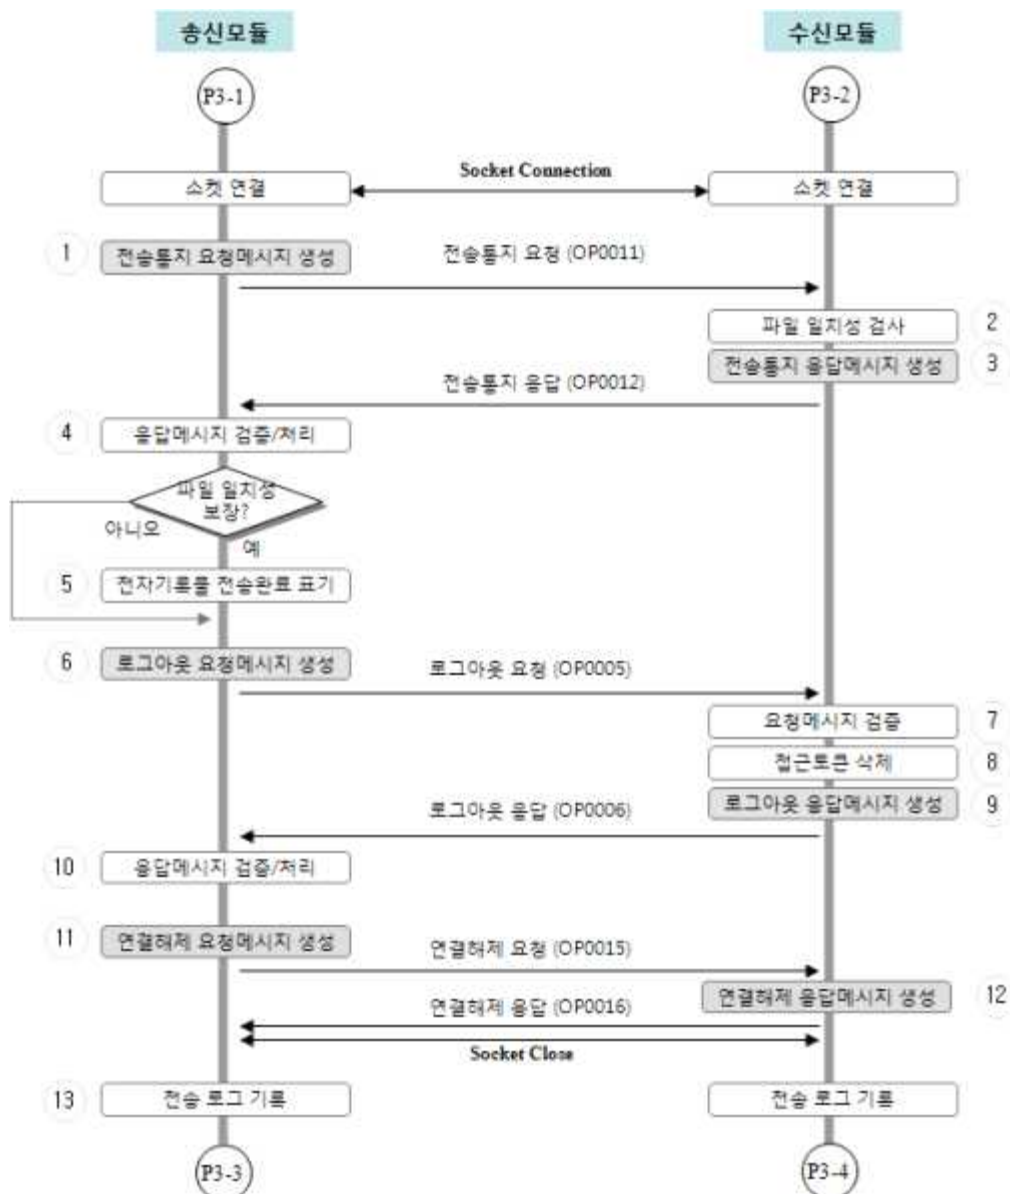 송신모듈 수신모듈
P3-1 P3-2
Socket Connection
소켓 연결 소켓 연결
1 전송통지 요청메시지 생성 전송통지 요청 (OP0011)
파일 일치성 검사 2
전송통지 응답메시지 생성 3
전송통지 응답 (OP0012)
4 응답메시지 검증/처리
파일 일치성
보장?
아니오
예
5 전자기록물 전송완료 표기
6 로그아웃 요청메시지 생성 로그아웃 요청 (OP0005)
요청메시지 검증 7
접근토큰 삭제 8
로그아웃 응답메시지 생성 9
로그아웃 응답 (OP0006)
10 응답메시지 검증/처리
11 연결해제 요청메시지 생성 연결해제 요청 (OP0015)
연결해제 응답메시지 생성 12
연결해제 응답 (OP0016)
Socket Close
13 전송 로그 기록 전송 로그 기록
P3-3 P3-4